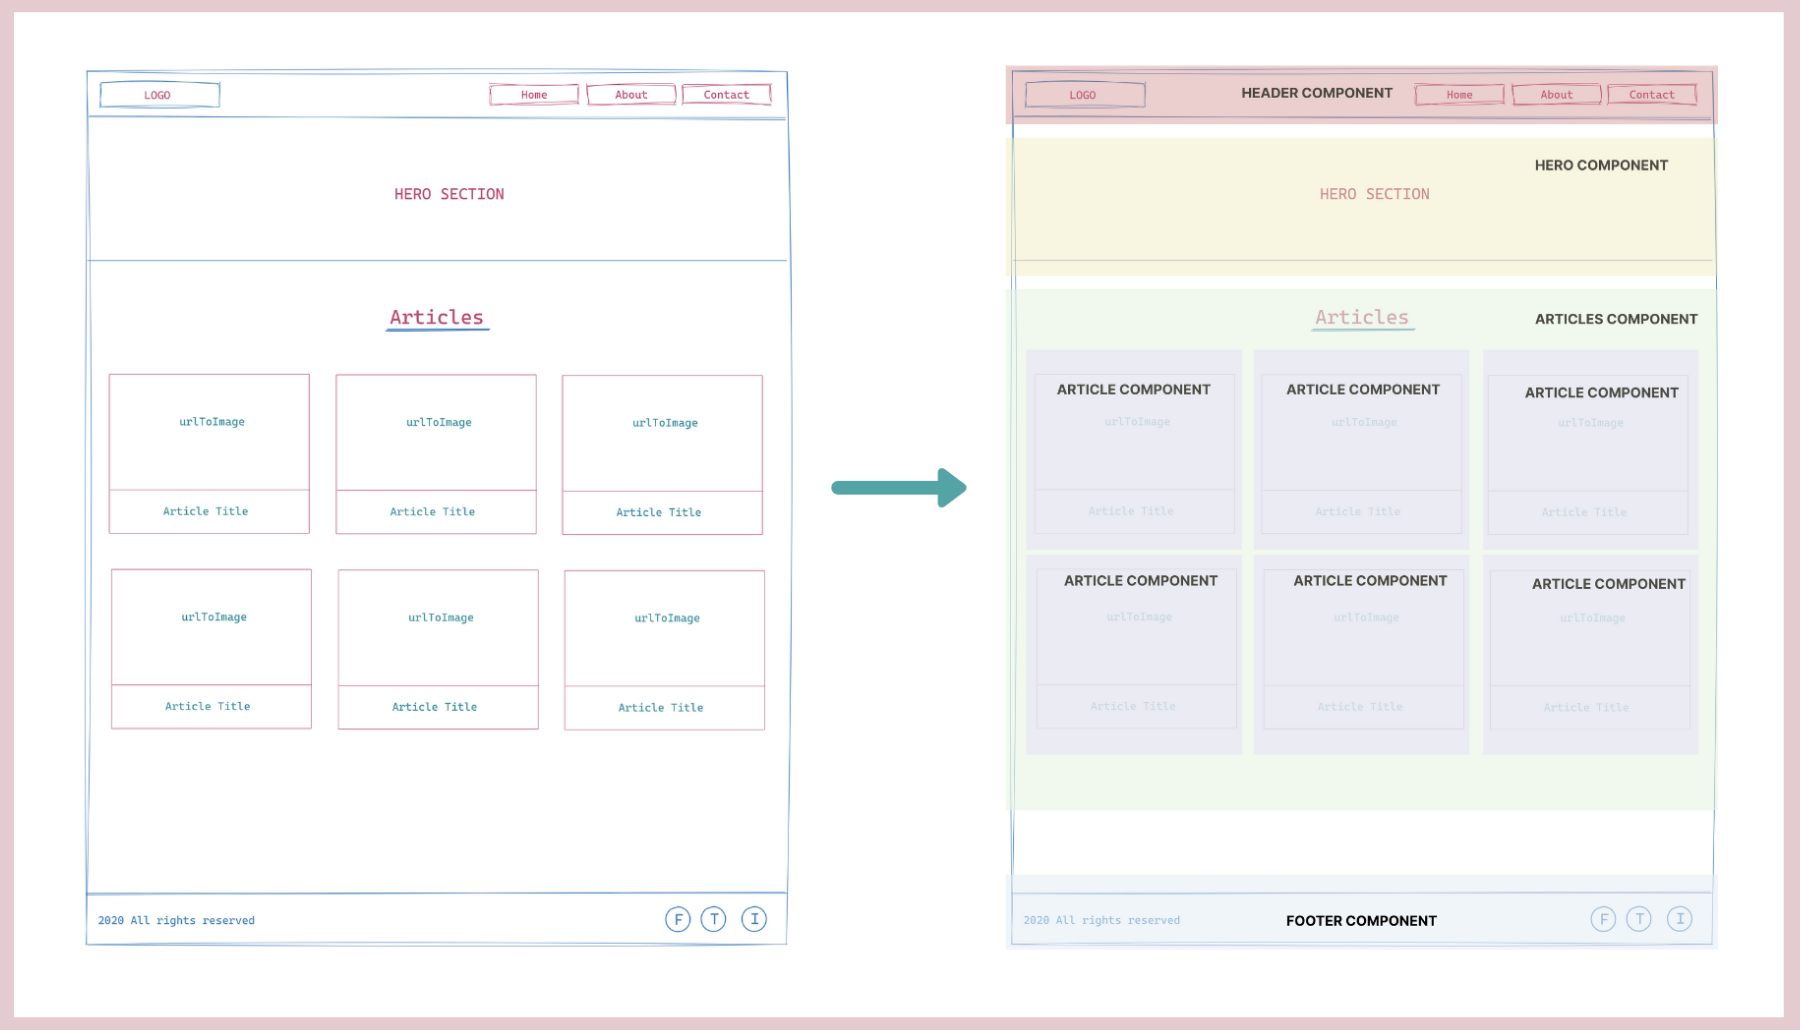 LOGO Home About Contact
HERO SECTION
Articles
urlToImage urlToImage urlToImage
Article Title Article Title Article Title
urlToImage urlToImage urlToImage
Article Title Article Title Article Title
2020 All rights reserved F T I
LOGO HEADER COMPONENT Home About Contact
HERO COMPONENT
HERO SECTION
Articles ARTICLES COMPONENT
ARTICLE COMPONENT ARTICLE COMPONENT ARTICLE COMPONENT
urlToImage urlToImage urlToImage
Article Title Article Title Article Title
ARTICLE COMPONENT ARTICLE COMPONENT ARTICLE COMPONENT
urlToImage urlToImage urlToImage
Article Title Article Title Article Title
2020 All rights reserved FOOTER COMPONENT F T I